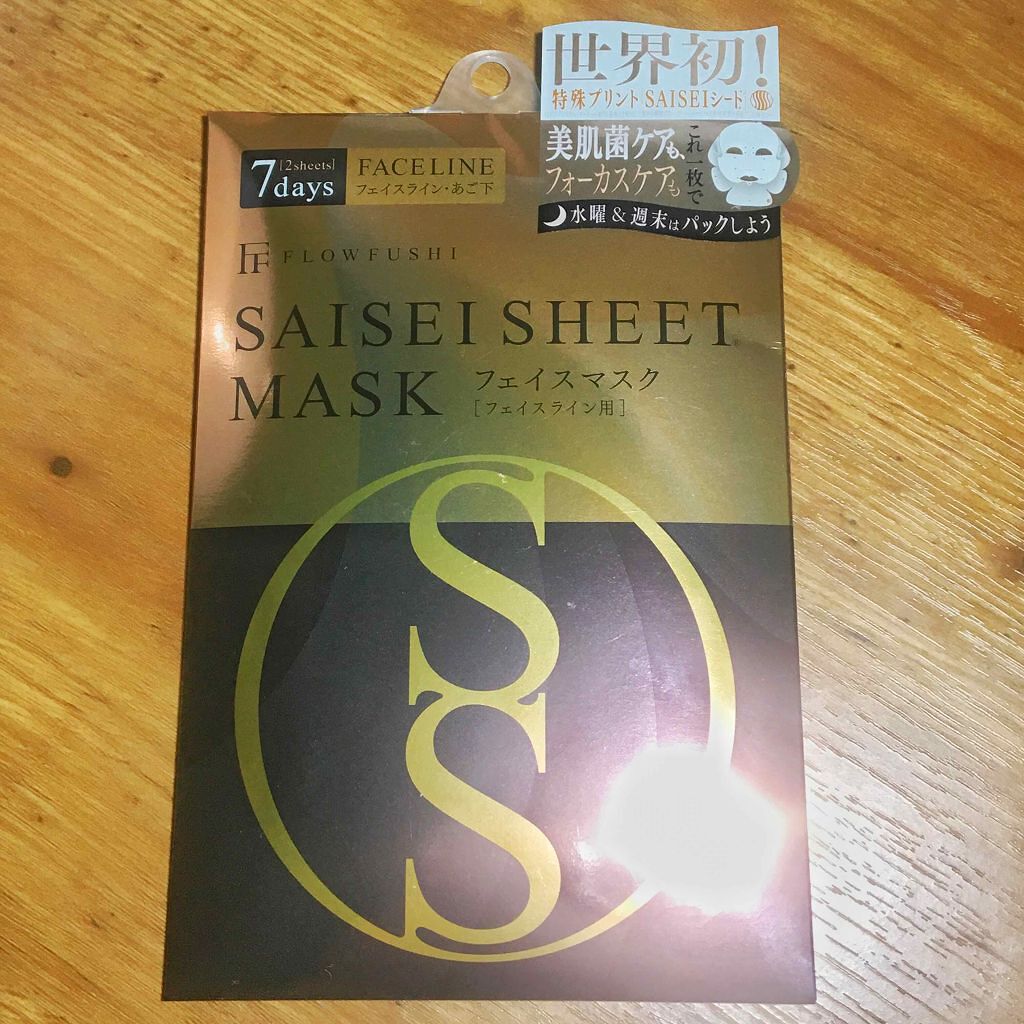 世界初!
特殊プリント SAISEIシード
美肌菌ケアも、
フォーカスケアも
これ一枚で
水曜&週末はパックしよう
7days [2sheets]
FACE LINE
フェイスライン・あご下
FLOWFUSHI
SAISEI SHEET
MASK フェイスマスク
[フェイスライン用]
SS